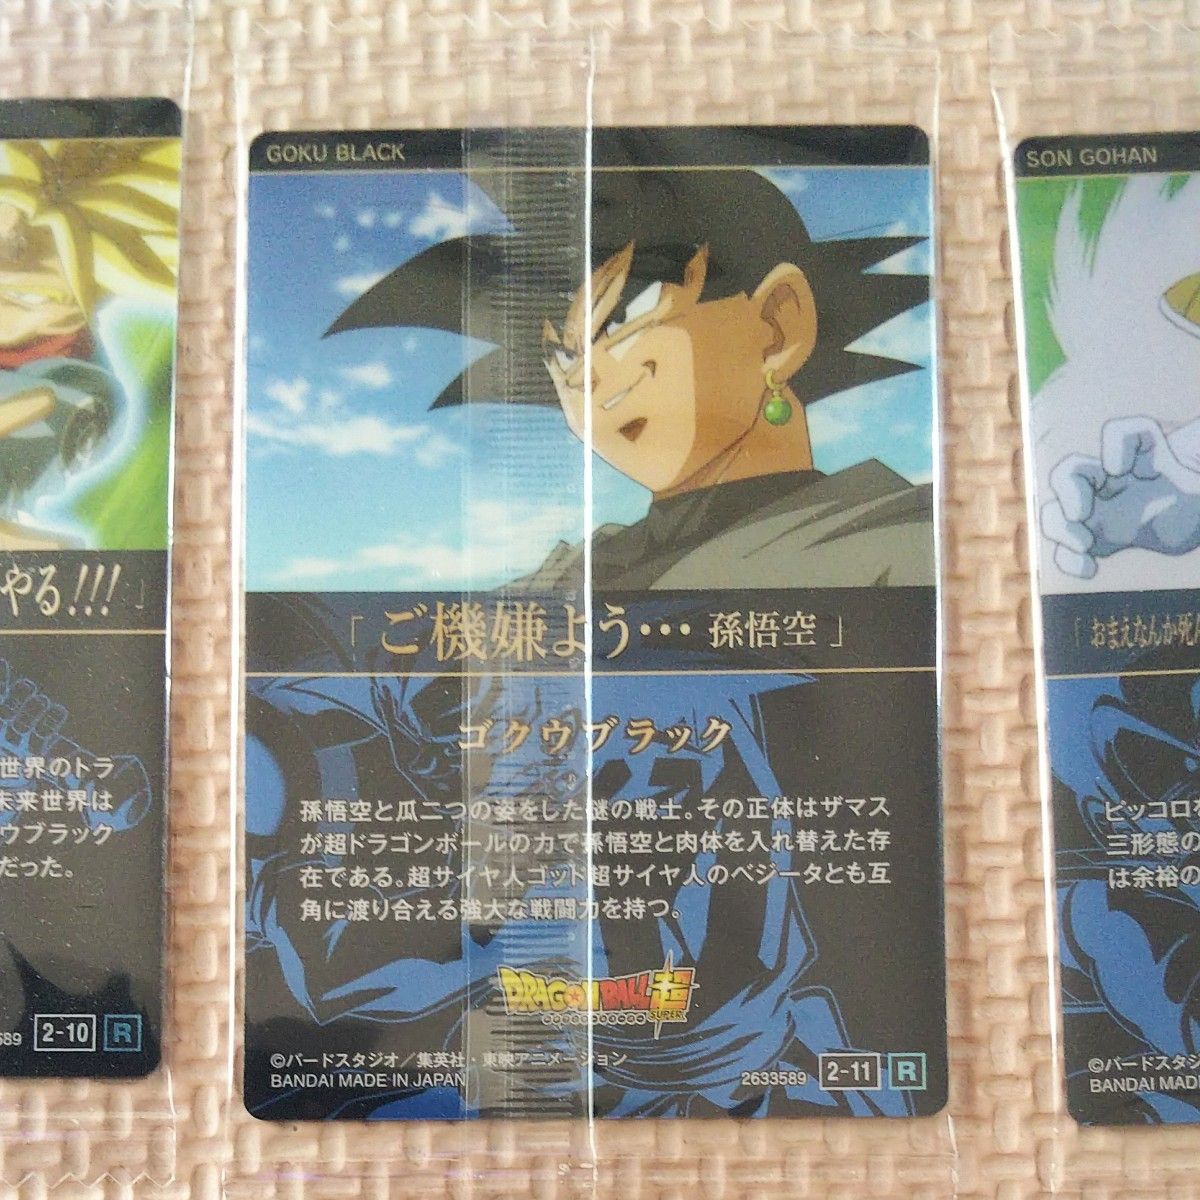 やる!!!」
世界のトラ
未来世界は
ウブラック
だった。
589 2-10 R
GOKU BLACK
「ご機嫌よう… 孫悟空」
ゴクウブラック
孫悟空と瓜二つの姿をした謎の戦士。その正体はザマス
が超ドラゴンボールの力で孫悟空と肉体を入れ替えた存
在である。超サイヤ人ゴッド超サイヤ人のベジータとも互
角に渡り合える強大な戦闘力を持つ。
DRAGON BALL超
SUPER
©バードスタジオ／集英社・東映アニメーション
BANDAI MADE IN JAPAN
2633589 2-11 R
SON GOHAN
「おまえなんか死
ピッコロ
三形態の
は余裕の
©バードスタジ
BANDAI MAD